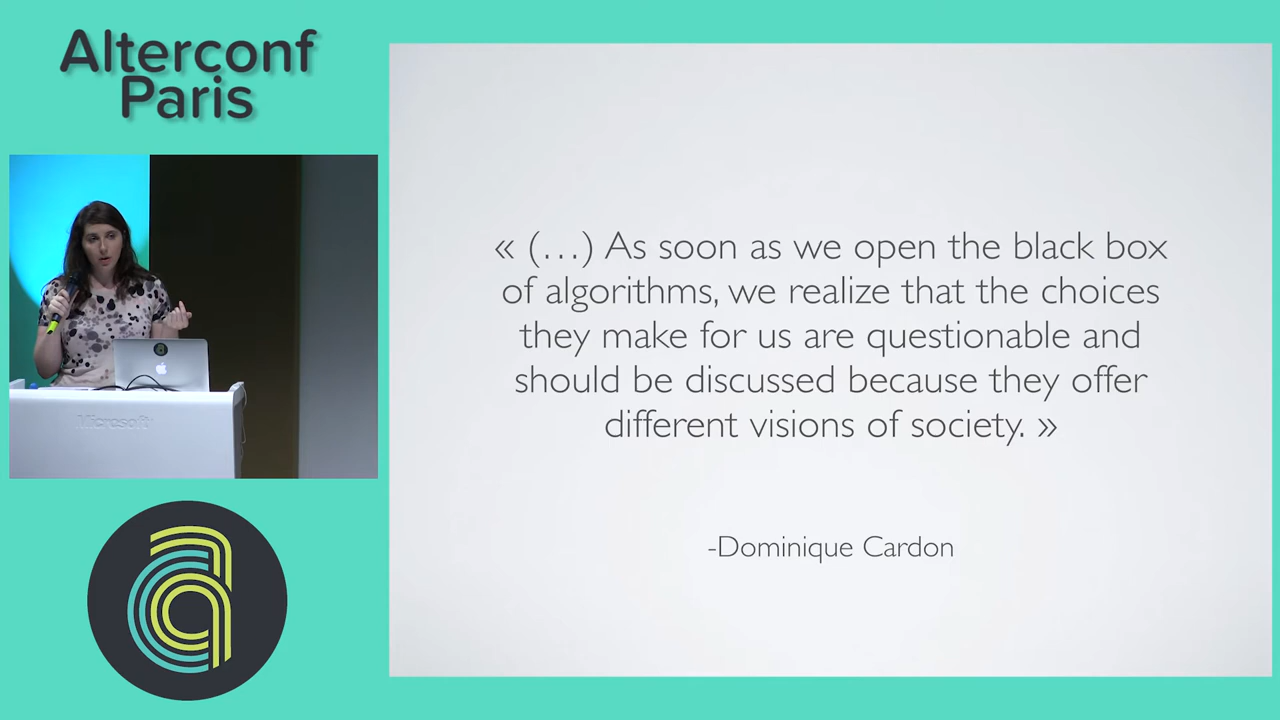 Alterconf
Paris
Microsoft
« (…) As soon as we open the black box
of algorithms, we realize that the choices
they make for us are questionable and
should be discussed because they offer
different visions of society. »
-Dominique Cardon